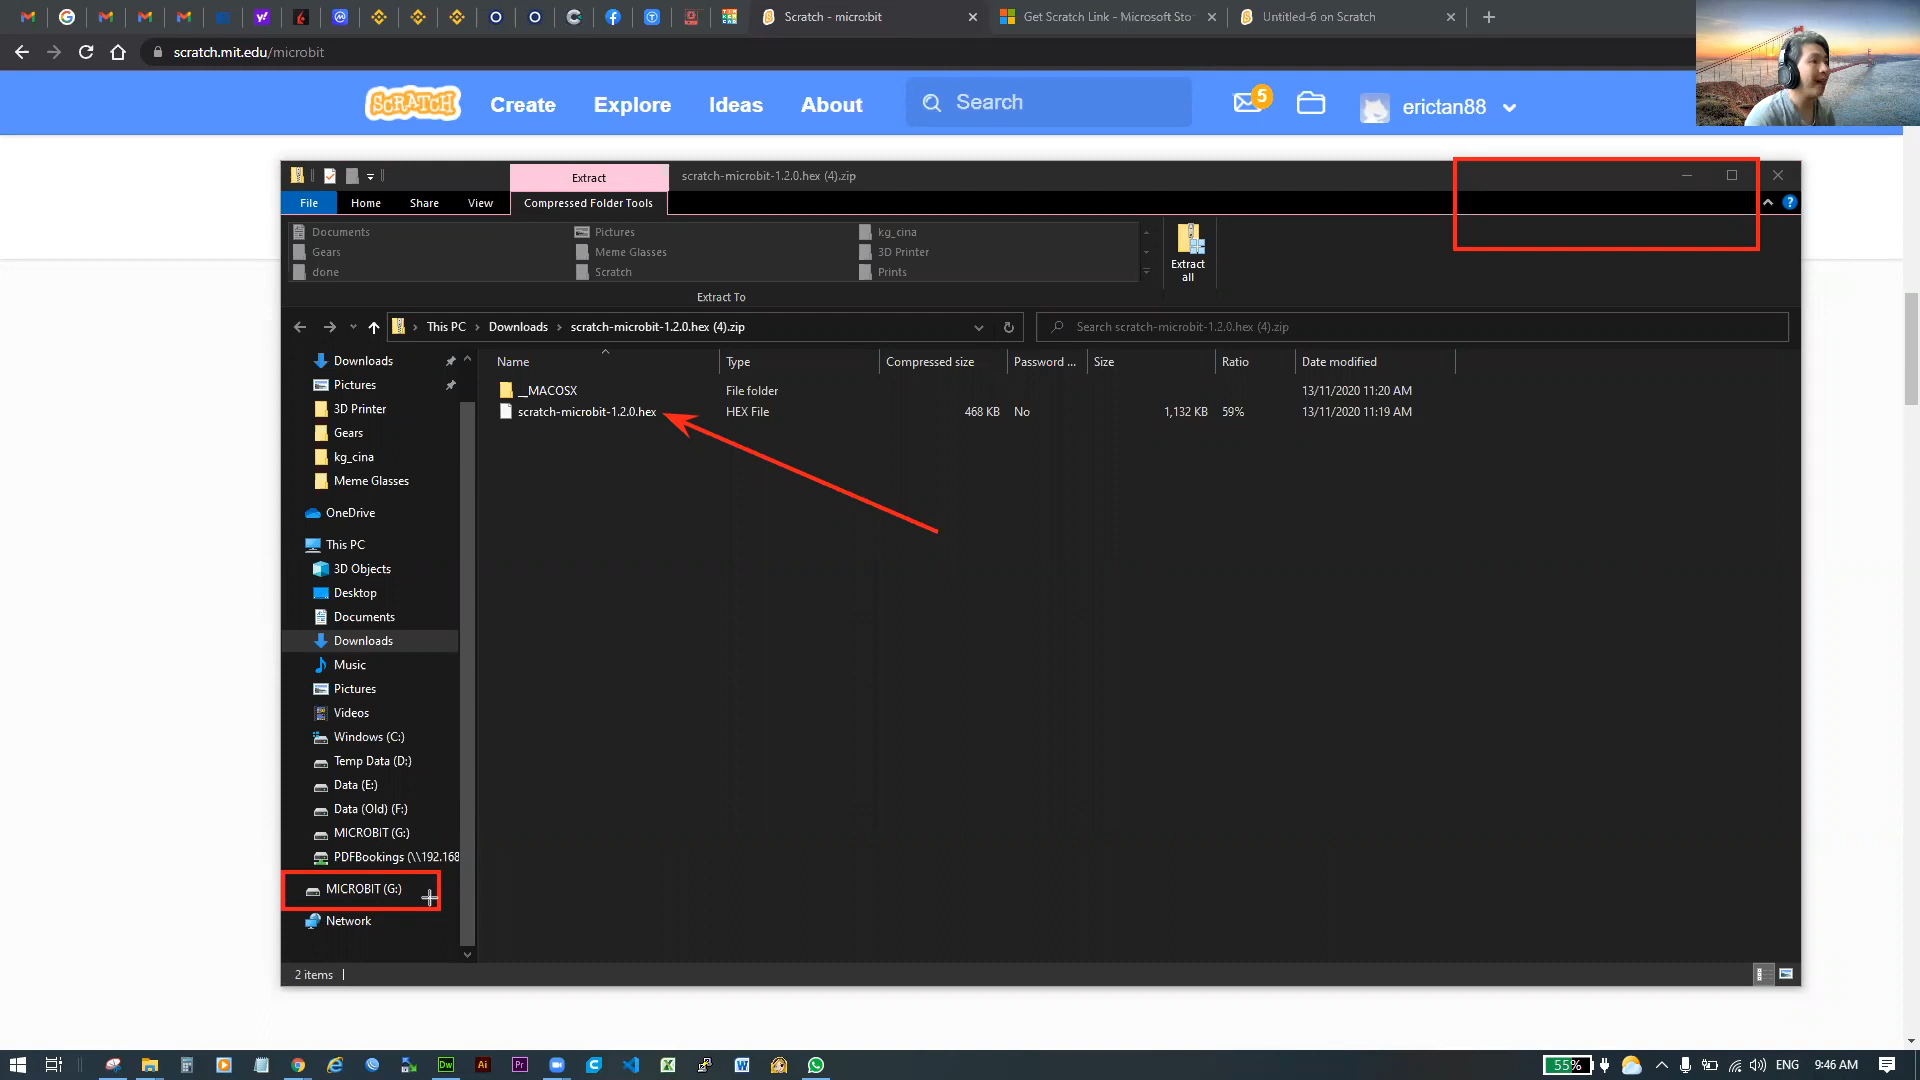 Scratch - micro:bit
Get Scratch Link - Microsoft Sto
Untitled-6 on Scratch
scratch.mit.edu/microbit
SCRATCH Create Explore Ideas About Search 5 erictan88
Extract scratch-microbit-1.2.0.hex (4).zip
File Home Share View Compressed Folder Tools
Documents Pictures kg_cina
Gears Meme Glasses 3D Printer
done Scratch Prints
Extract all
Extract To
This PC Downloads scratch-microbit-1.2.0.hex (4).zip Search scratch-microbit-1.2.0.hex (4).zip
Name Type Compressed size Password ... Size Ratio Date modified
__MACOSX File folder 13/11/2020 11:20 AM
scratch-microbit-1.2.0.hex HEX File 468 KB No 1,132 KB 59% 13/11/2020 11:19 AM
Downloads
Pictures
3D Printer
Gears
kg_cina
Meme Glasses
OneDrive
This PC
3D Objects
Desktop
Documents
Downloads
Music
Pictures
Videos
Windows (C:)
Temp Data (D:)
Data (E:)
Data (Old) (F:)
MICROBIT (G:)
PDFBookings (\\192.168
MICROBIT (G:)
Network
2 items
Dw Ai Pr 55% ENG 9:46 AM